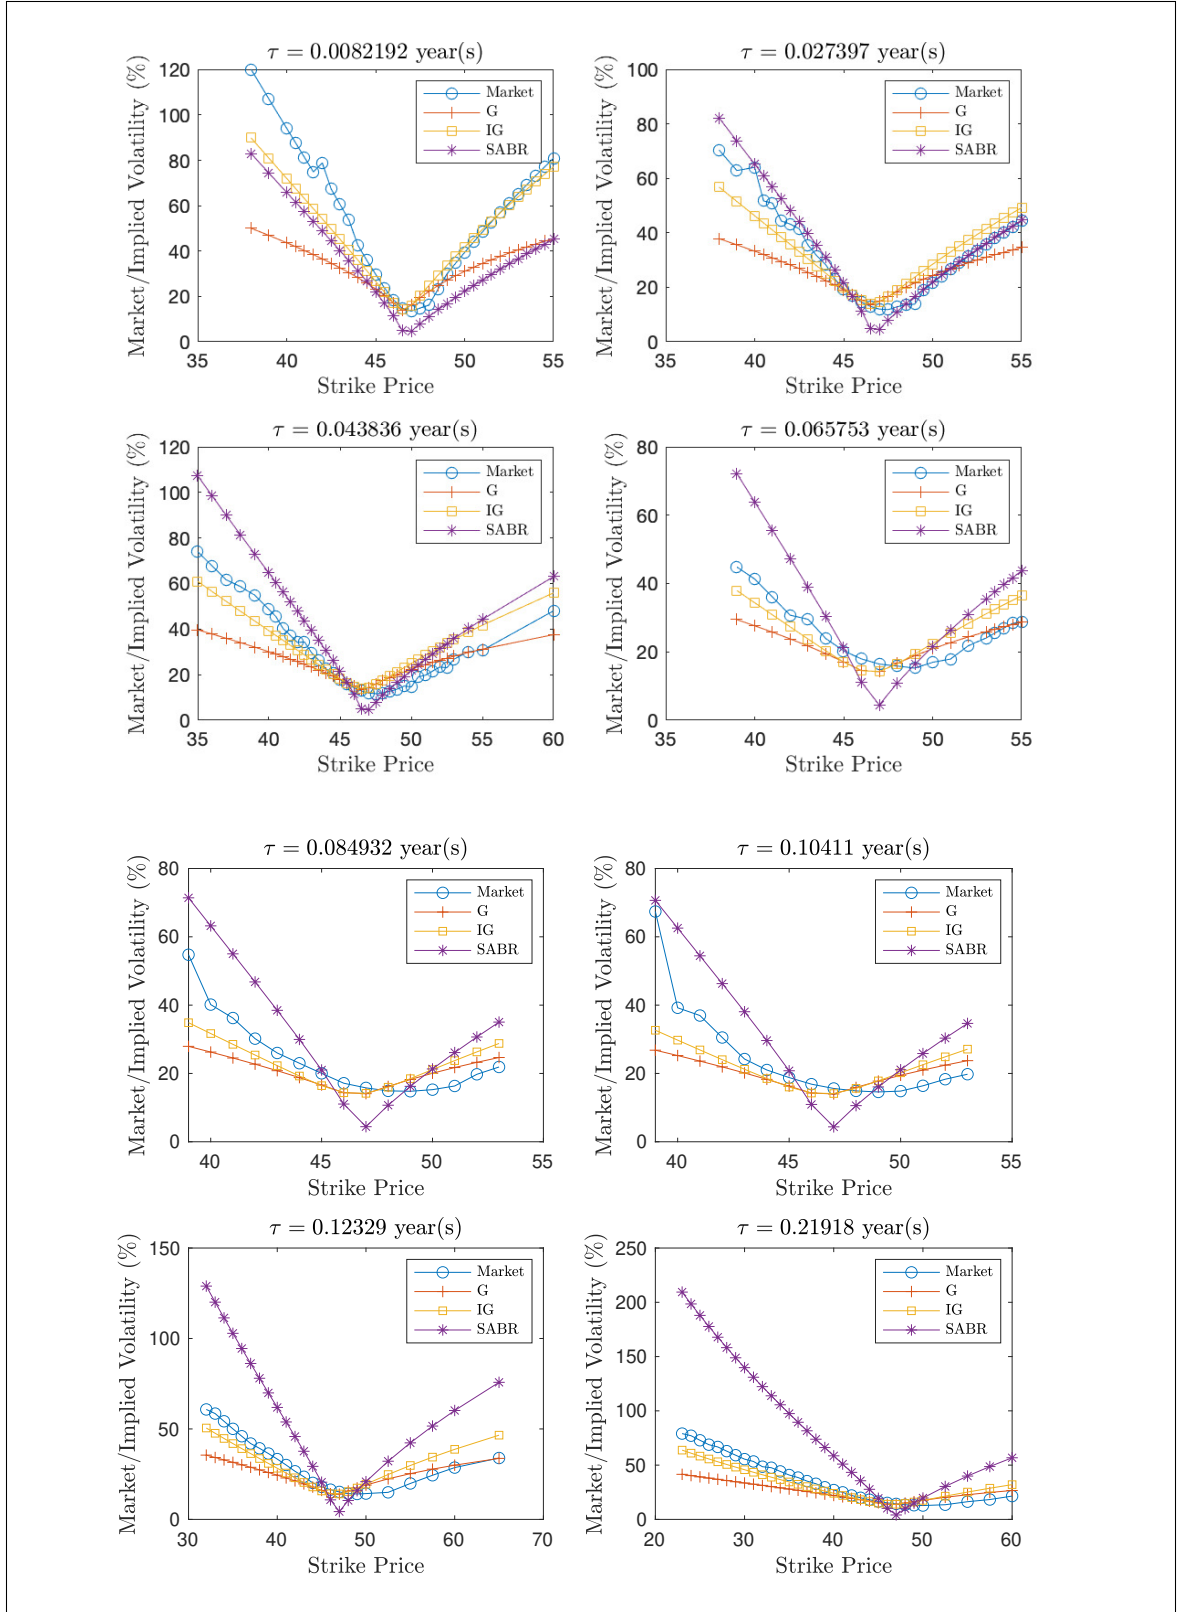 τ = 0.0082192 year(s)
Market/Implied Volatility (%)
120
100
80
60
40
20
0
35 40 45 50 55
Strike Price
Market
G
IG
SABR
τ = 0.027397 year(s)
Market/Implied Volatility (%)
100
80
60
40
20
0
35 40 45 50 55
Strike Price
Market
G
IG
SABR
τ = 0.043836 year(s)
Market/Implied Volatility (%)
120
100
80
60
40
20
0
35 40 45 50 55 60
Strike Price
Market
G
IG
SABR
τ = 0.065753 year(s)
Market/Implied Volatility (%)
80
60
40
20
0
35 40 45 50 55
Strike Price
Market
G
IG
SABR
τ = 0.084932 year(s)
Market/Implied Volatility (%)
80
60
40
20
0
40 45 50 55
Strike Price
Market
G
IG
SABR
τ = 0.10411 year(s)
Market/Implied Volatility (%)
80
60
40
20
0
40 45 50 55
Strike Price
Market
G
IG
SABR
τ = 0.12329 year(s)
Market/Implied Volatility (%)
150
100
50
0
30 40 50 60 70
Strike Price
Market
G
IG
SABR
τ = 0.21918 year(s)
Market/Implied Volatility (%)
250
200
150
100
50
0
20 30 40 50 60
Strike Price
Market
G
IG
SABR